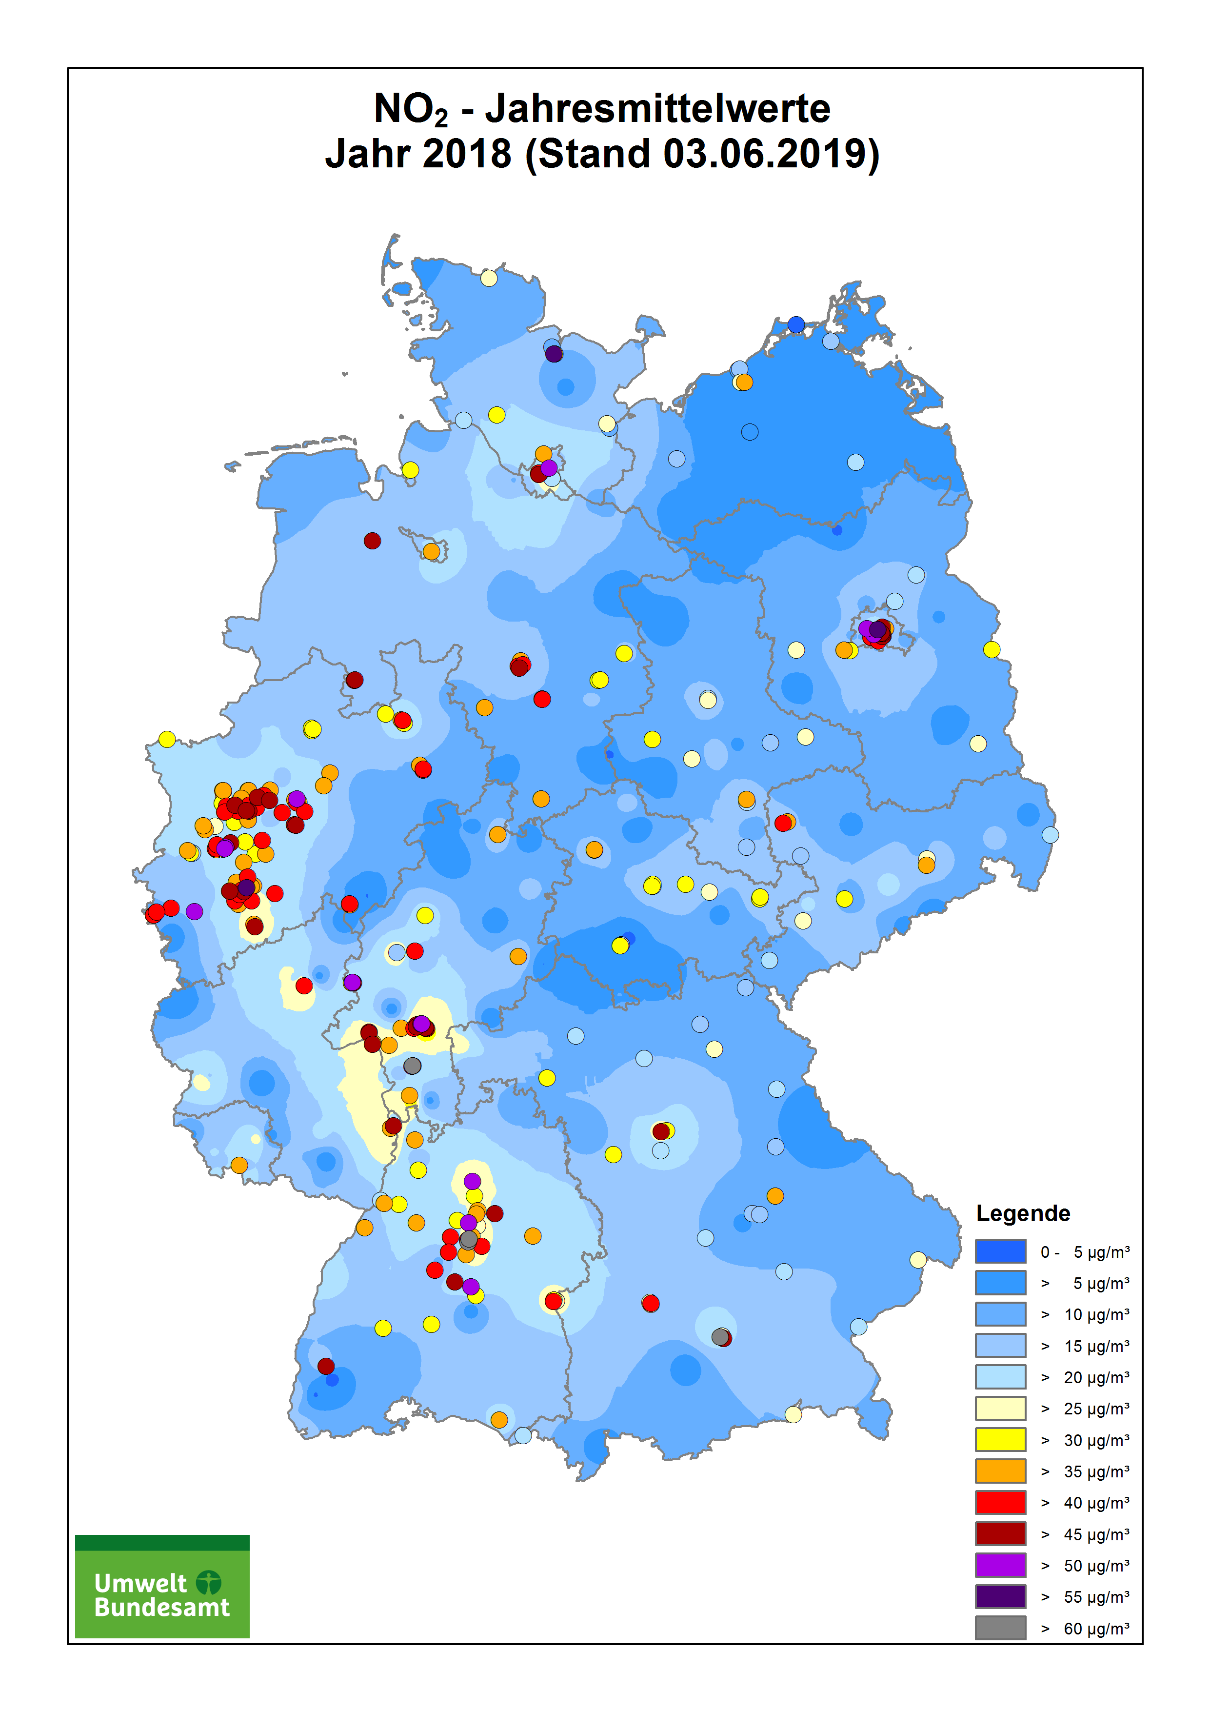 NO₂ - Jahresmittelwerte
Jahr 2018 (Stand 03.06.2019)
Legende
0 - 5 µg/m³
> 5 µg/m³
> 10 µg/m³
> 15 µg/m³
> 20 µg/m³
> 25 µg/m³
> 30 µg/m³
> 35 µg/m³
> 40 µg/m³
> 45 µg/m³
> 50 µg/m³
> 55 µg/m³
> 60 µg/m³
Umwelt
Bundesamt